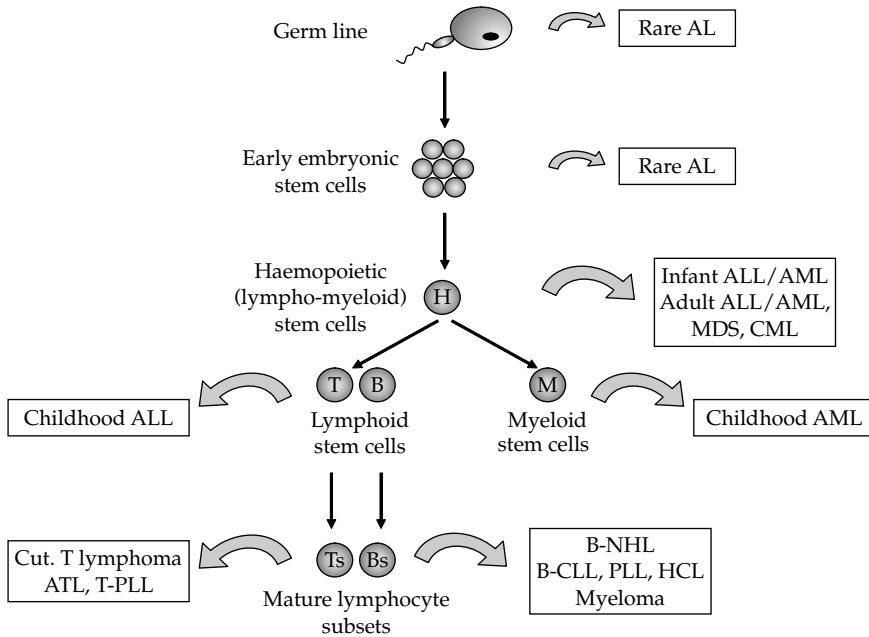 Germ line
Rare AL
Early embryonic
stem cells
Rare AL
Haemopoietic
(lympho-myeloid)
stem cells
H
Infant ALL/AML
Adult ALL/AML,
MDS, CML
T B
M
Childhood ALL
Lymphoid
stem cells
Myeloid
stem cells
Childhood AML
Cut. T lymphoma
ATL, T-PLL
Ts Bs
Mature lymphocyte
subsets
B-NHL
B-CLL, PLL, HCL
Myeloma